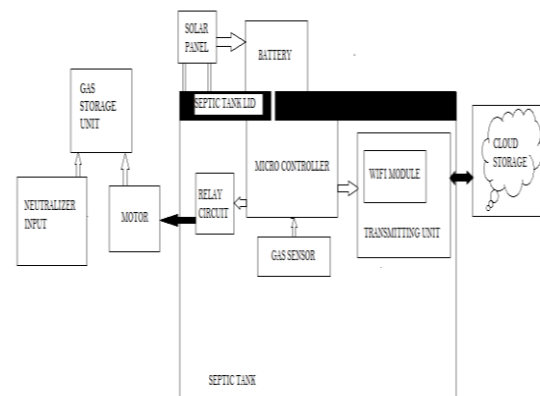 SOLAR
PANEL
BATTERY
GAS
STORAGE
UNIT
SEPTIC TANK LID
CLOUD
STORAGE
MICRO CONTROLLER
WIFI MODULE
NEUTRALIZER
INPUT
MOTOR
RELAY
CIRCUIT
TRANSMITTING UNIT
GAS SENSOR
SEPTIC TANK